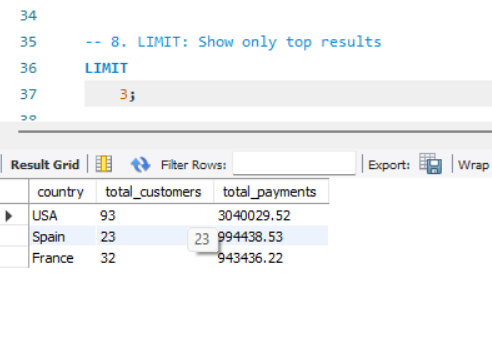 34
35 -- 8. LIMIT: Show only top results
36 LIMIT
37 3;
Result Grid Filter Rows: Export: Wrap
country total_customers total_payments
USA 93 3040029.52
Spain 23 23 994438.53
France 32 943436.22